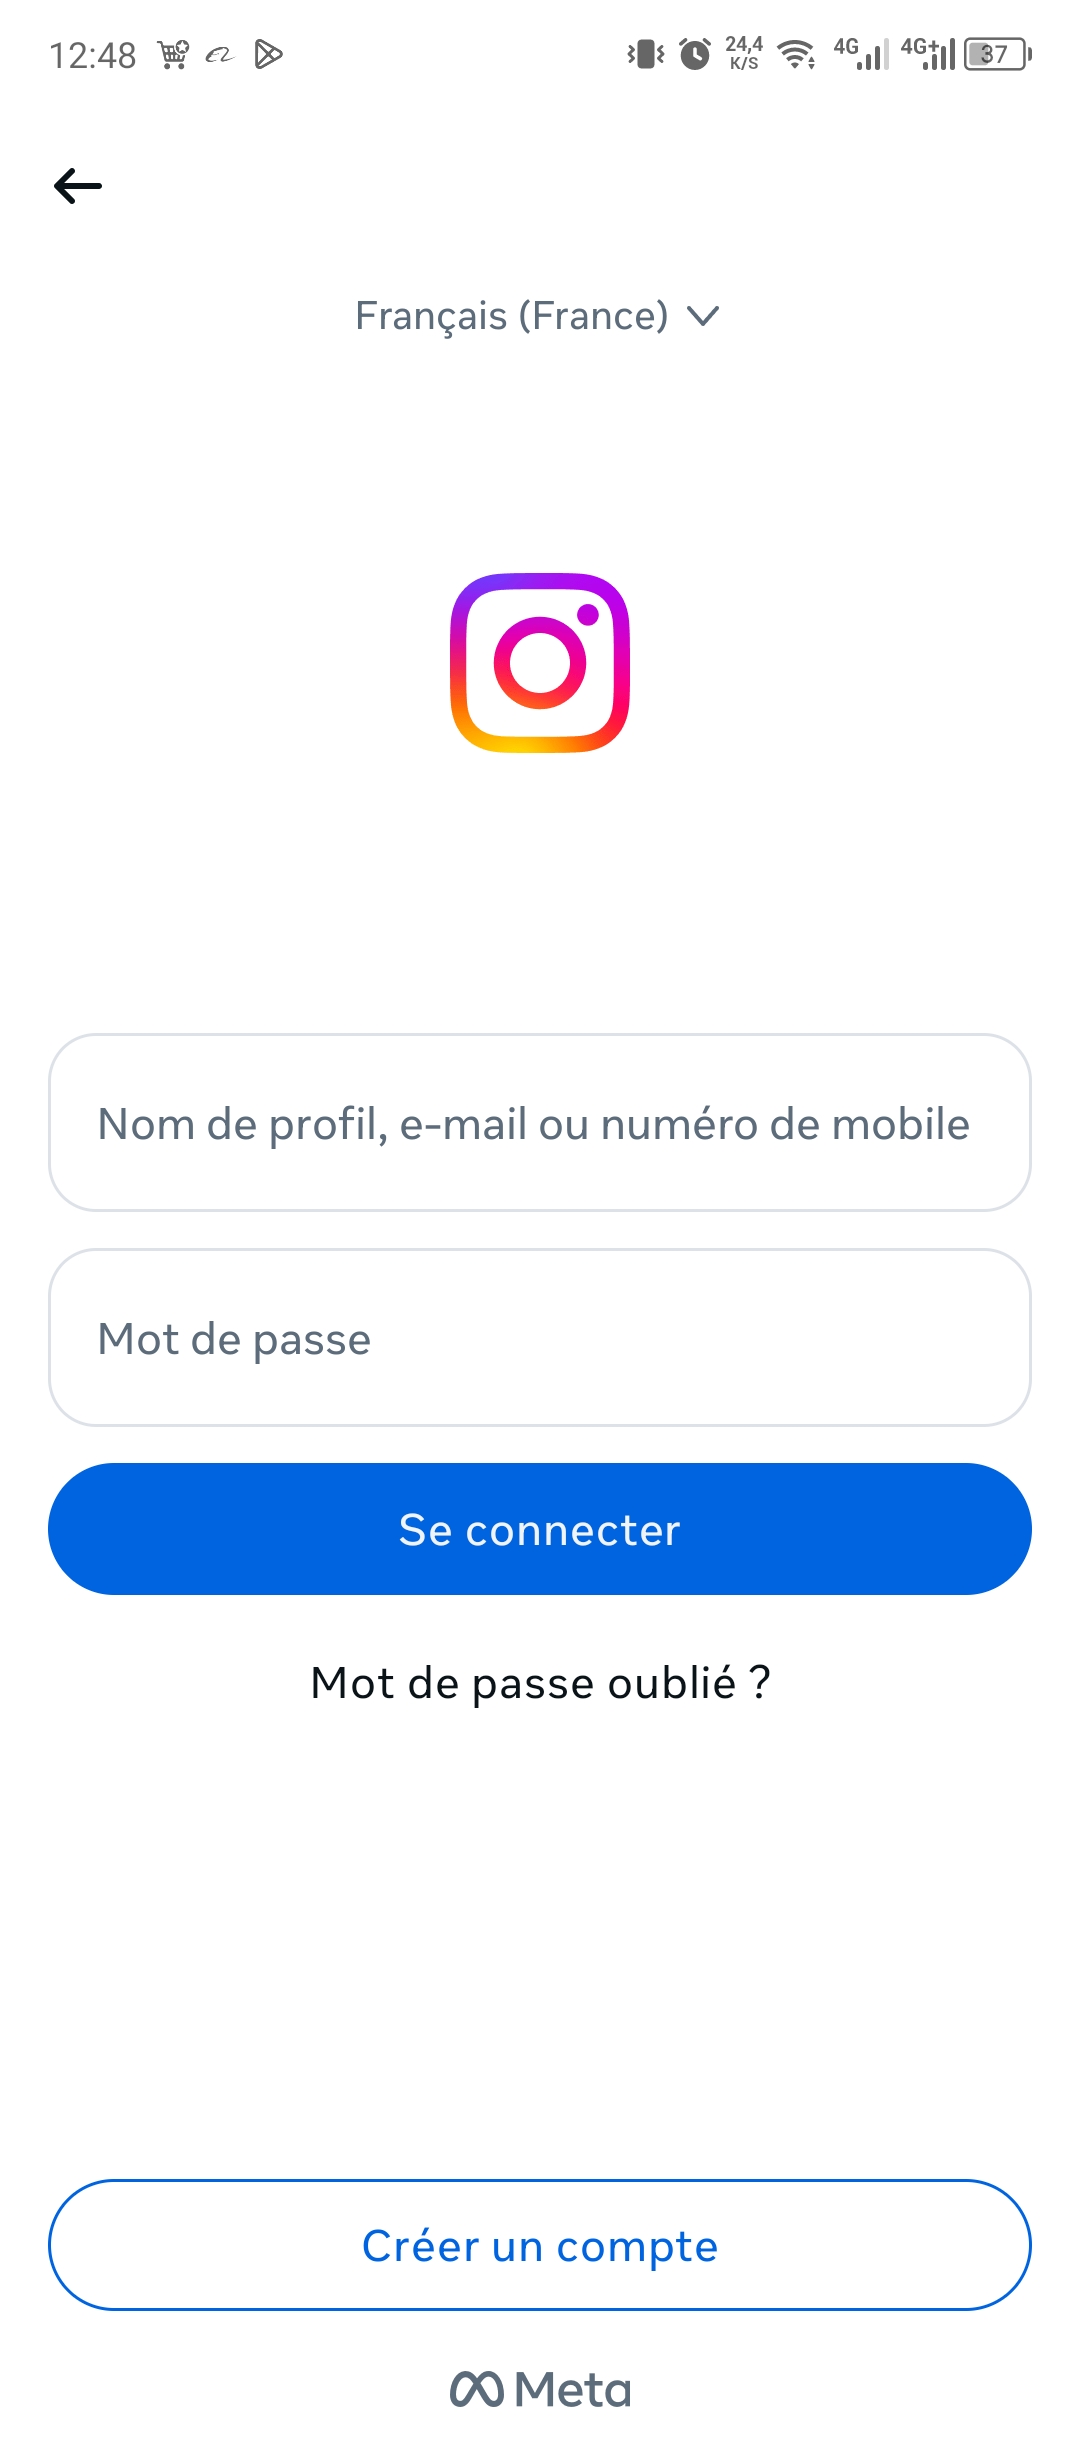 12:48 24,4 K/S 4G 4G+ 37
Français (France)
Nom de profil, e-mail ou numéro de mobile
Mot de passe
Se connecter
Mot de passe oublié ?
Créer un compte
Meta